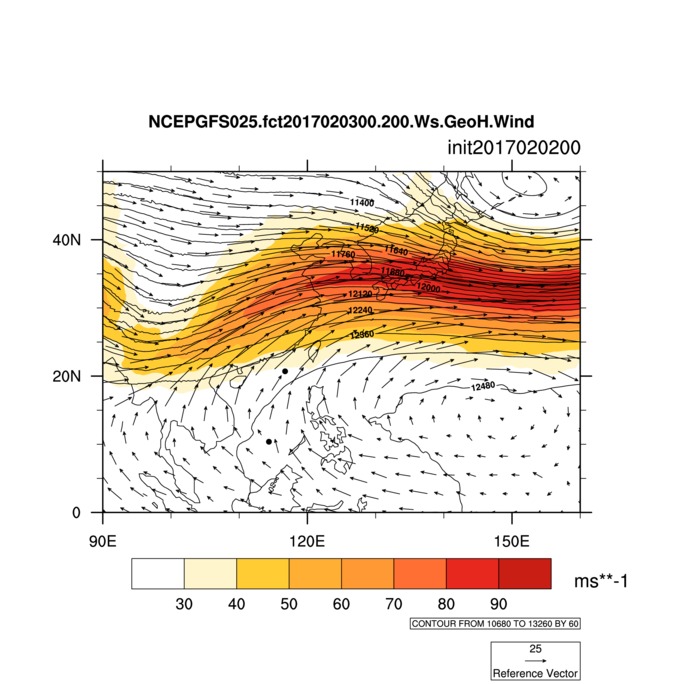 NCEPGFS025.fct2017020300.200.Ws.GeoH.Wind
init2017020200
11400
11520
40N
11640
11760
11880
12000
12120
12240
12360
20N
12480
0
90E 120E 150E
ms**-1
30 40 50 60 70 80 90
CONTOUR FROM 10680 TO 13260 BY 60
25
Reference Vector